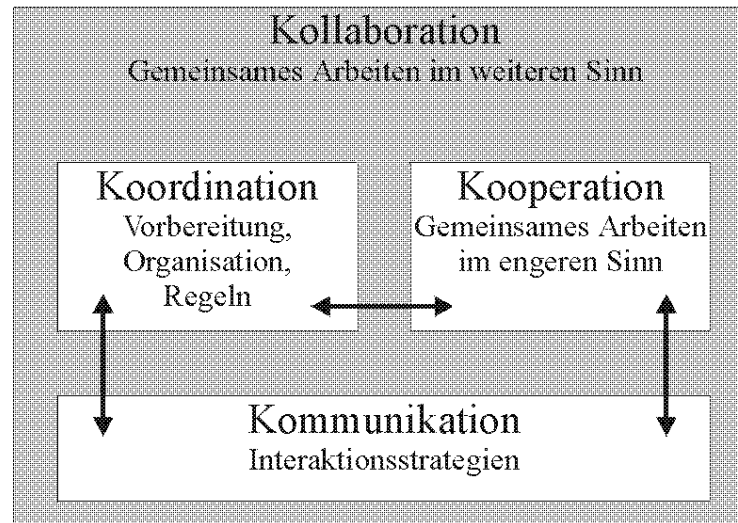 Kollaboration
Gemeinsames Arbeiten im weiteren Sinn
Koordination
Vorbereitung,
Organisation,
Regeln
Kooperation
Gemeinsames Arbeiten
im engeren Sinn
Kommunikation
Interaktionsstrategien